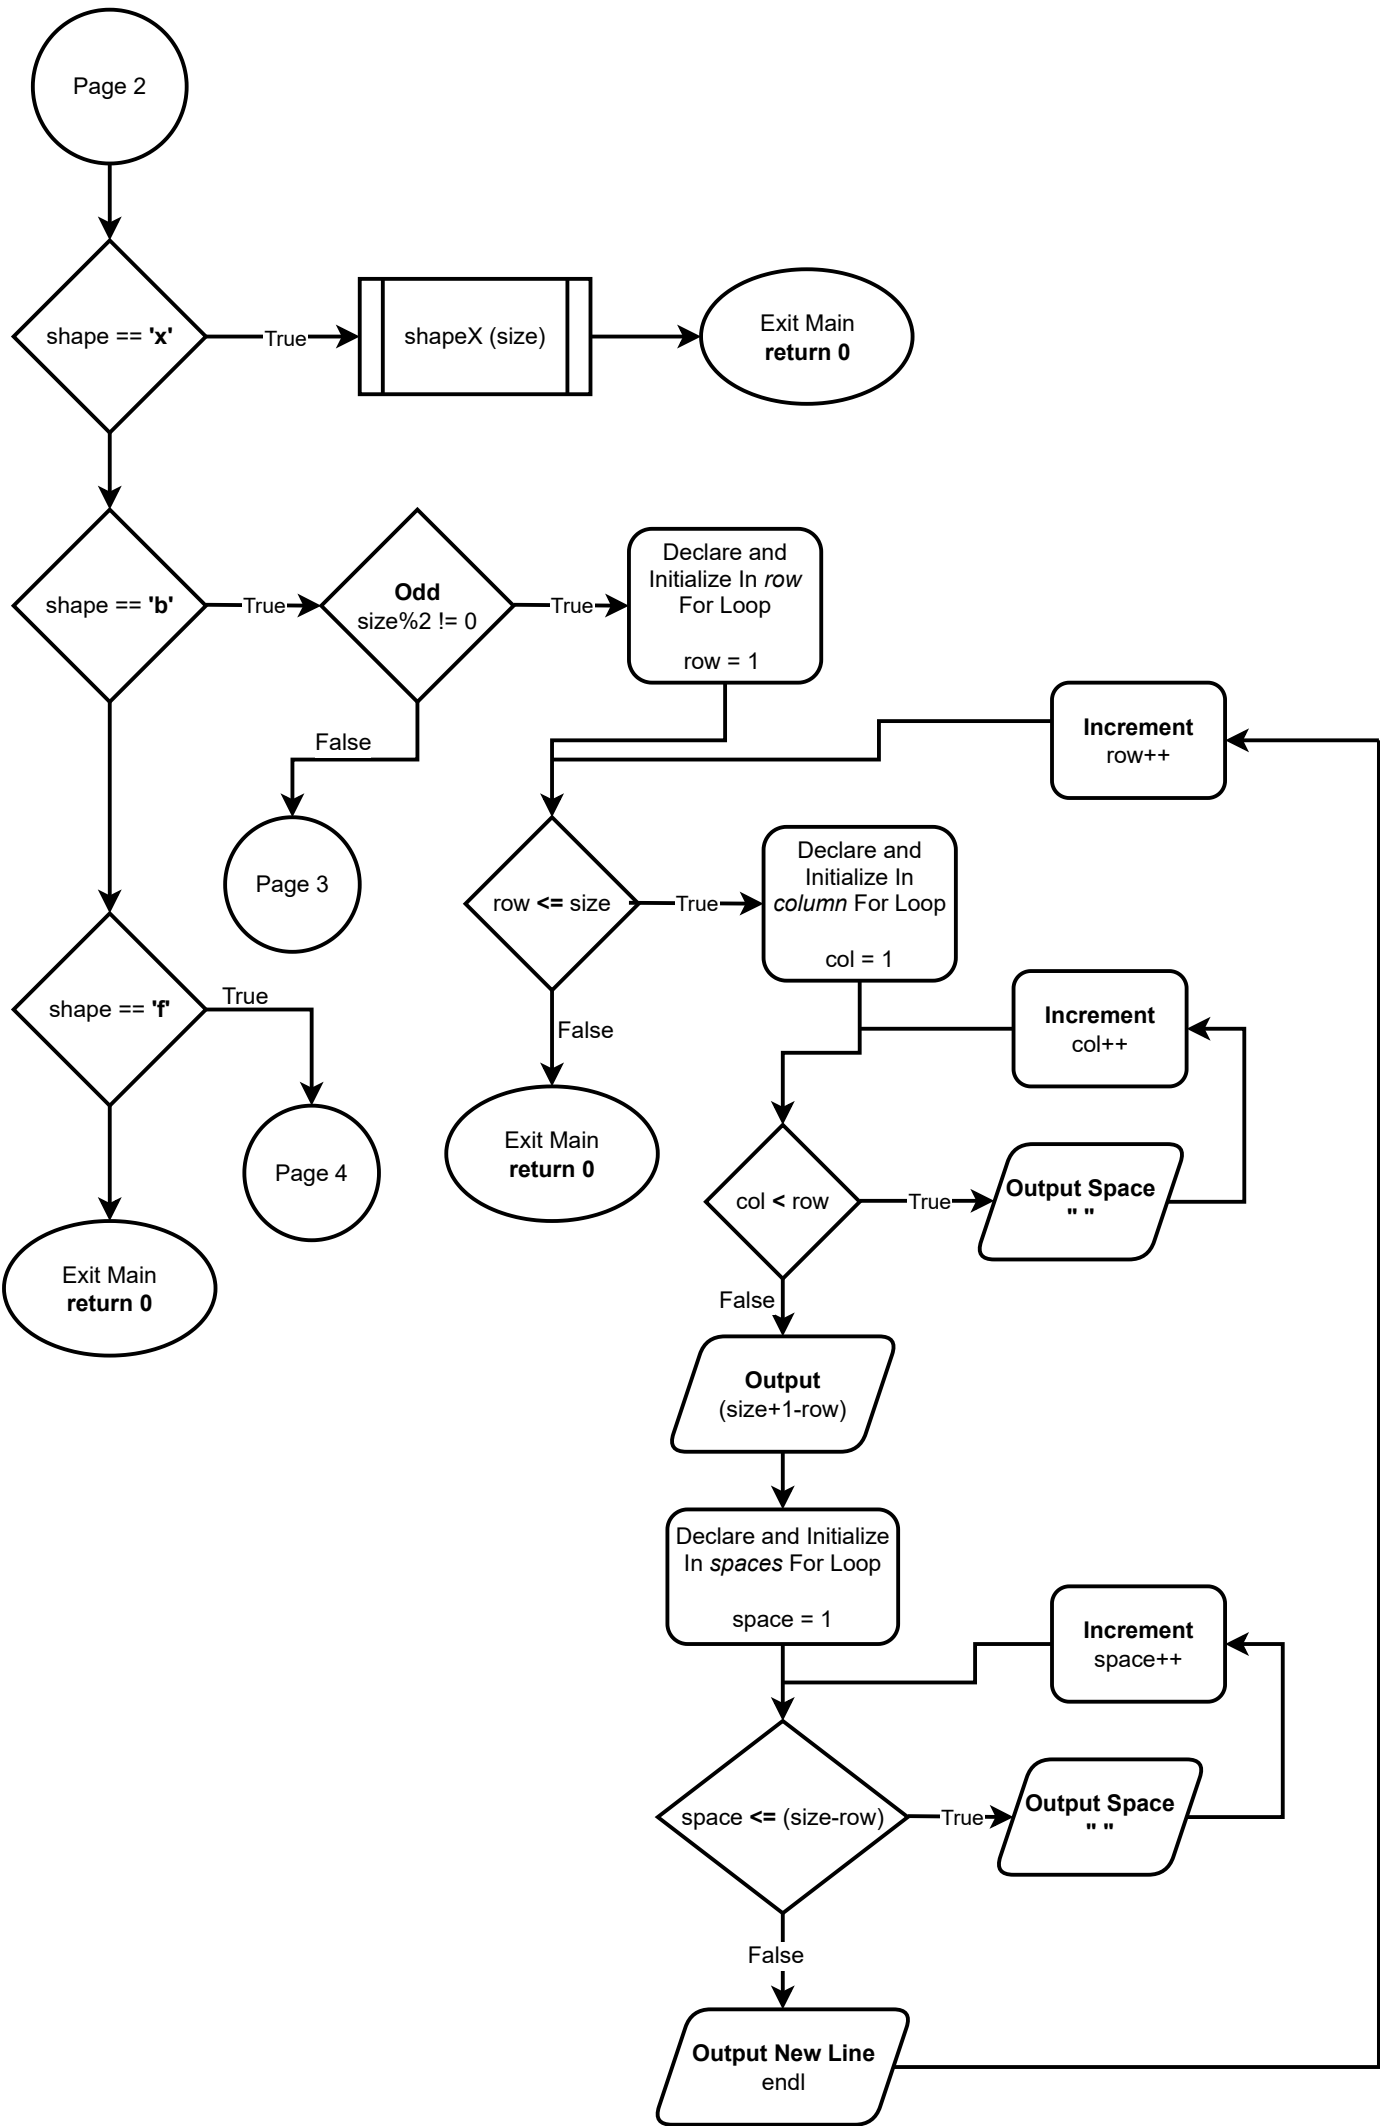 Page 2
shape == 'x'
True
shapeX (size)
Exit Main
return 0
shape == 'b'
True
Odd
size%2 != 0
True
Declare and
Initialize In row
For Loop
row = 1
False
Page 3
Increment
row++
row <= size
True
Declare and
Initialize In
column For Loop
col = 1
False
Exit Main
return 0
shape == 'f'
True
Page 4
Exit Main
return 0
Increment
col++
col < row
True
Output Space
" "
False
Output
(size+1-row)
Declare and Initialize
In spaces For Loop
space = 1
Increment
space++
space <= (size-row)
True
Output Space
" "
False
Output New Line
endl